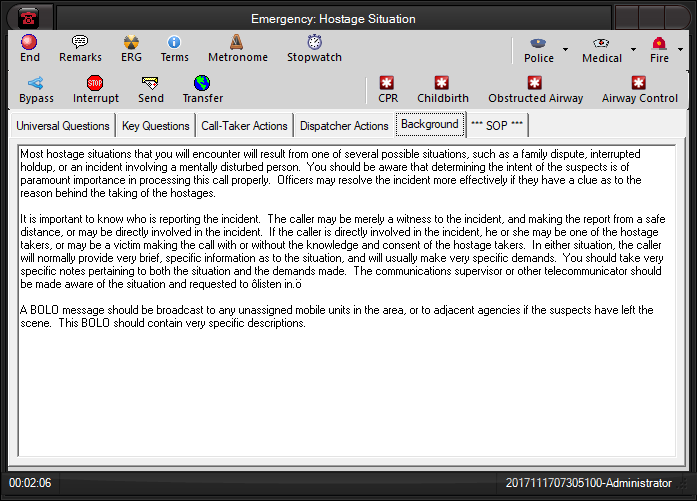 Emergency: Hostage Situation
End Remarks ERG Terms Metronome Stopwatch Police Medical Fire
STOP
Bypass Interrupt Send Transfer CPR Childbirth Obstructed Airway Airway Control
Universal Questions Key Questions Call-Taker Actions Dispatcher Actions Background *** SOP ***
Most hostage situations that you will encounter will result from one of several possible situations, such as a family dispute, interrupted
holdup, or an incident involving a mentally disturbed person. You should be aware that determining the intent of the suspects is of
paramount importance in processing this call properly. Officers may resolve the incident more effectively if they have a clue as to the
reason behind the taking of the hostages.
It is important to know who is reporting the incident. The caller may be merely a witness to the incident, and making the report from a safe
distance, or may be directly involved in the incident. If the caller is directly involved in the incident, he or she may be one of the hostage
takers, or may be a victim making the call with or without the knowledge and consent of the hostage takers. In either situation, the caller
will normally provide very brief, specific information as to the situation, and will usually make very specific demands. You should take very
specific notes pertaining to both the situation and the demands made. The communications supervisor or other telecommunicator should
be made aware of the situation and requested to ôlisten in.ö
A BOLO message should be broadcast to any unassigned mobile units in the area, or to adjacent agencies if the suspects have left the
scene. This BOLO should contain very specific descriptions.
00:02:06 2017111707305100-Administrator